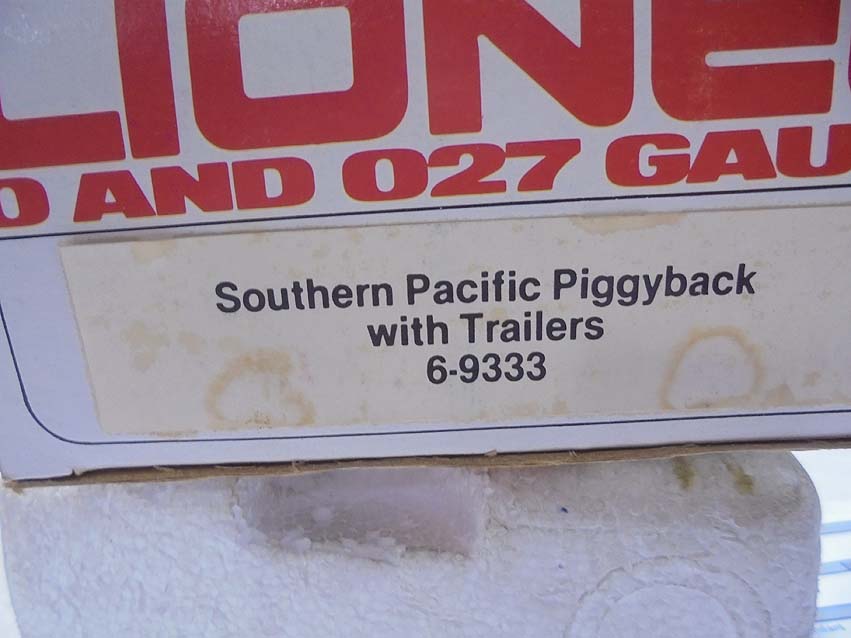 LIONE
O AND O27 GAU
Southern Pacific Piggyback
with Trailers
6-9333